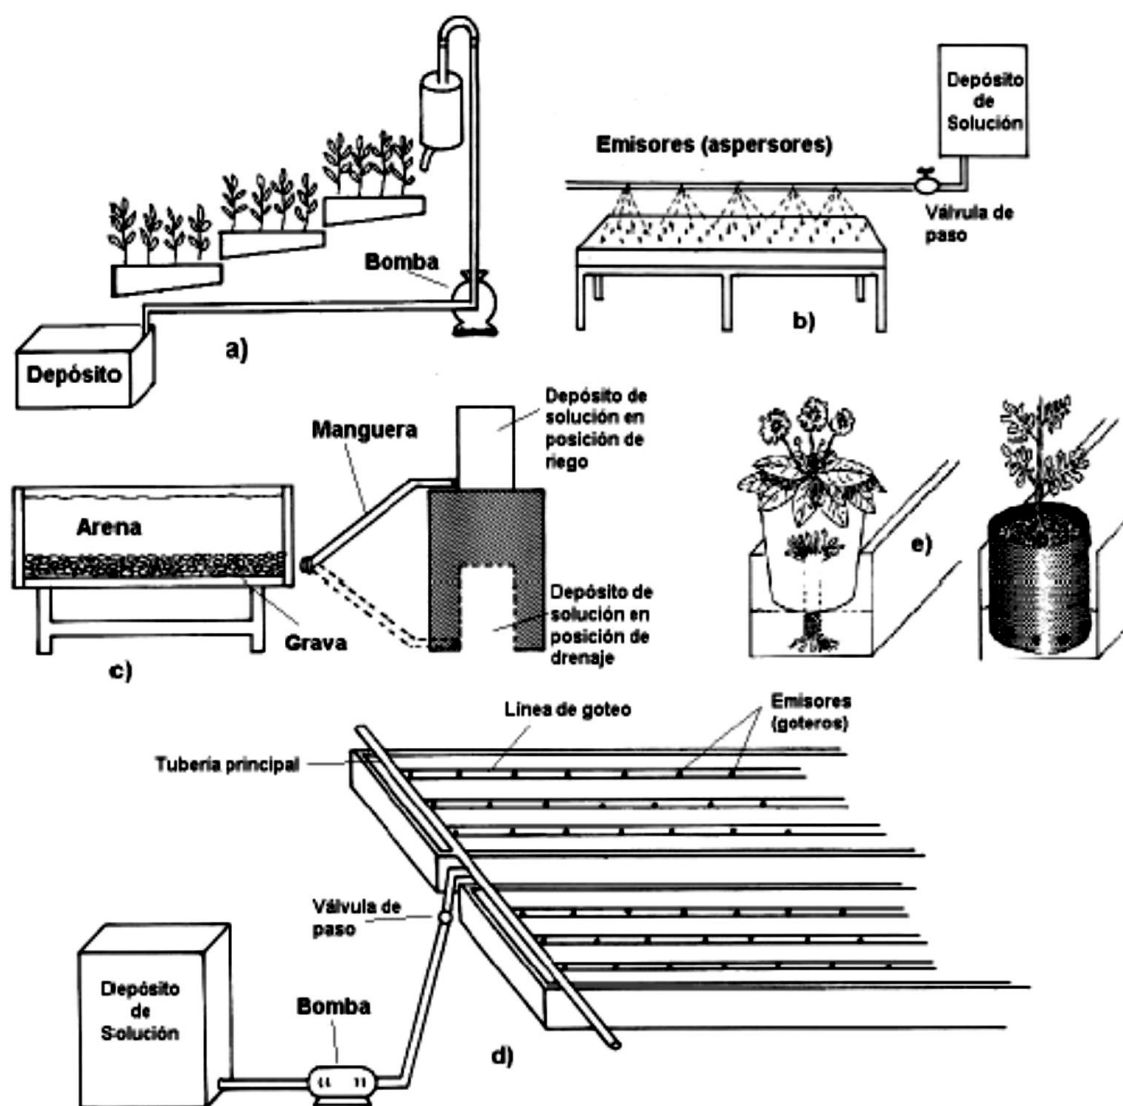 Depósito
Bomba
a)
Depósito
de
Solución
Emisores (aspersores)
Válvula de
paso
b)
Manguera
Depósito de
solución en
posición de
riego
Arena
Grava
Depósito de
solución en
posición de
drenaje
c)
e)
Línea de goteo
Emisores
(goteros)
Tubería principal
Válvula de
paso
Depósito
de
Solución
Bomba
d)